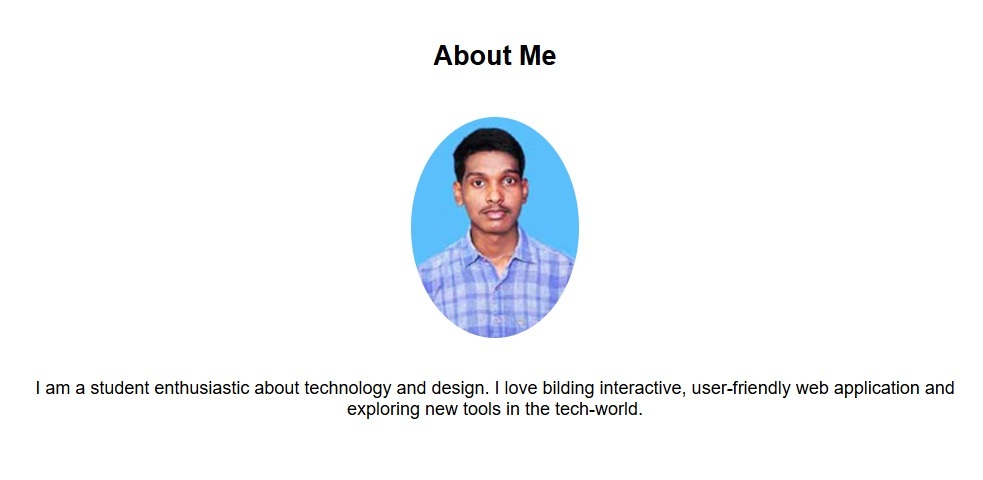 About Me
I am a student enthusiastic about technology and design. I love bilding interactive, user-friendly web application and
exploring new tools in the tech-world.